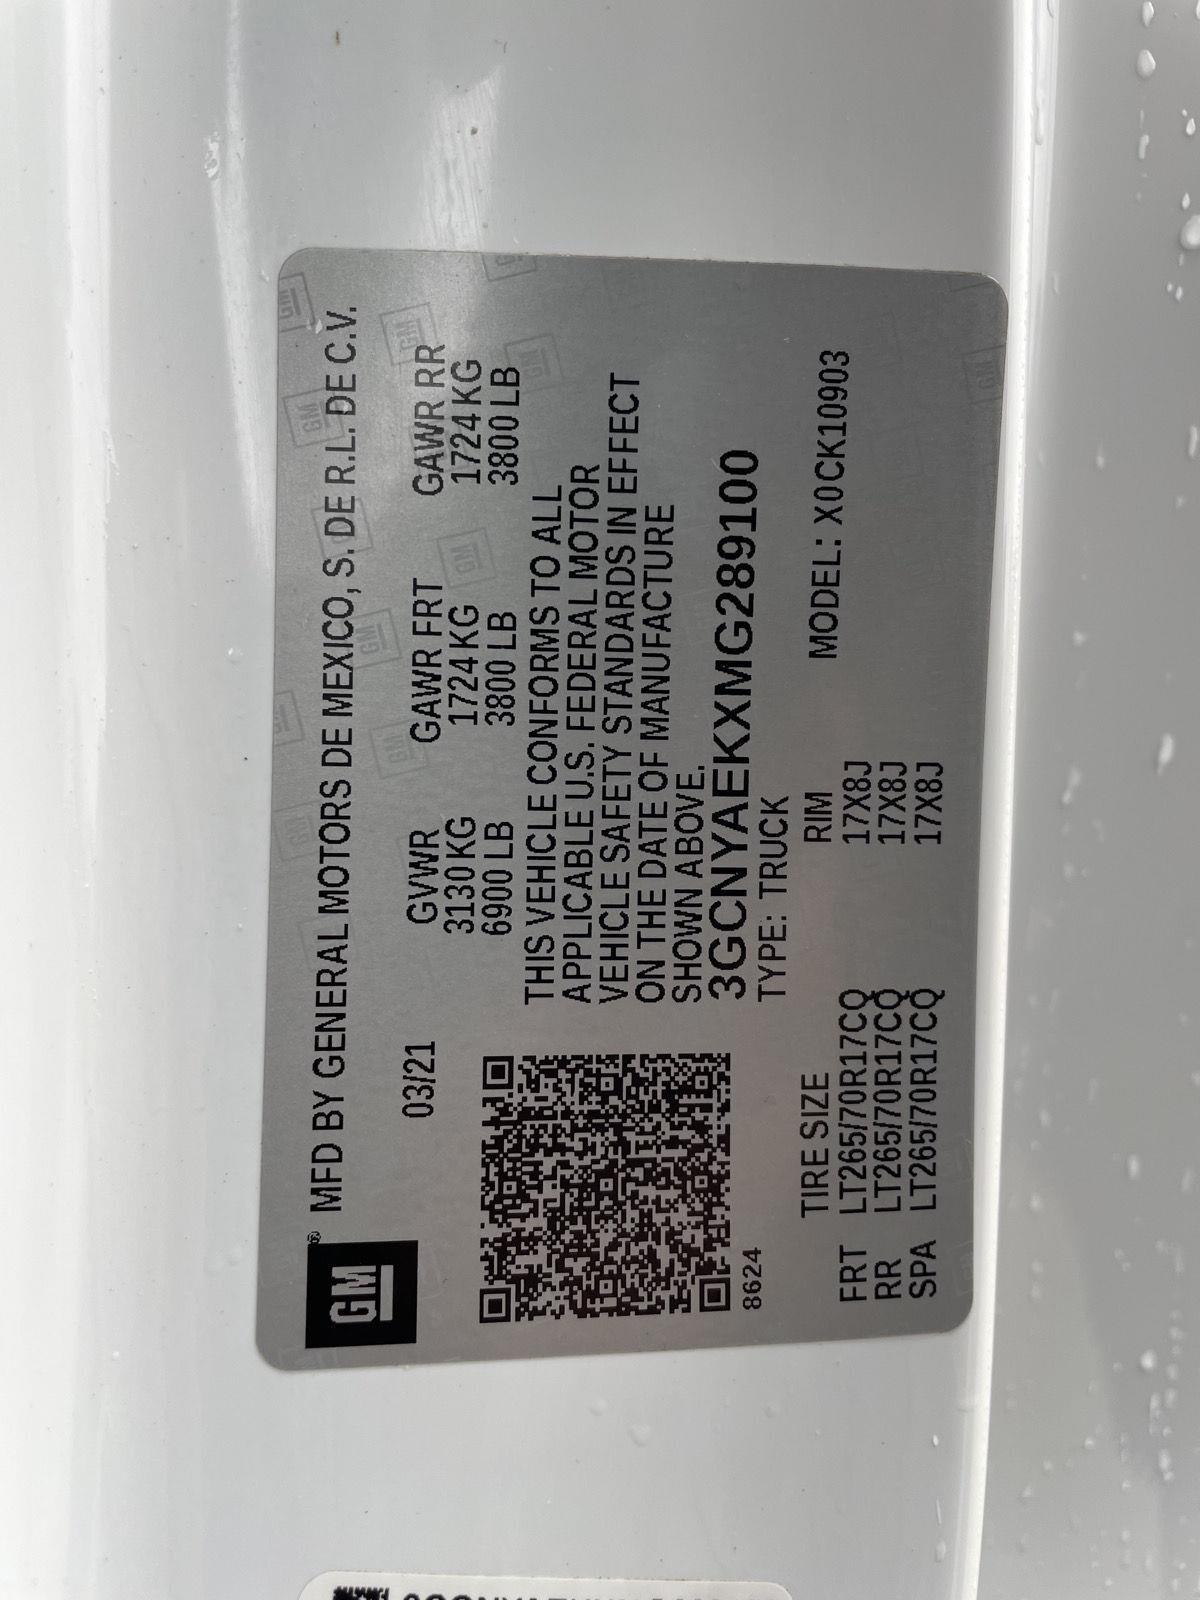 GM® MFD BY GENERAL MOTORS DE MEXICO, S. DE R.L. DE C.V.
03/21 GVWR GAWR FRT GAWR RR
3130 KG 1724 KG 1724 KG
6900 LB 3800 LB 3800 LB
THIS VEHICLE CONFORMS TO ALL
APPLICABLE U.S. FEDERAL MOTOR
VEHICLE SAFETY STANDARDS IN EFFECT
ON THE DATE OF MANUFACTURE
SHOWN ABOVE.
3GCNYAEKXMG289100
8624 TYPE: TRUCK
TIRE SIZE RIM MODEL: X0CK10903
FRT LT265/70R17CQ 17X8J
RR LT265/70R17CQ 17X8J
SPA LT265/70R17CQ 17X8J